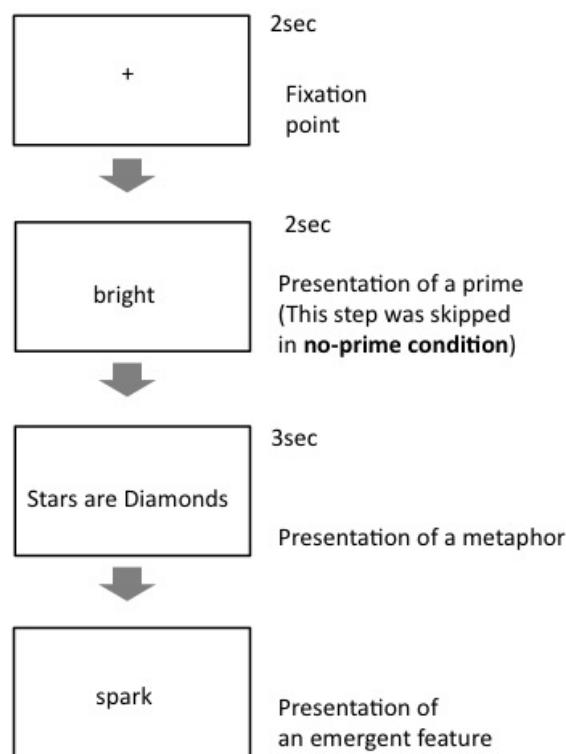 2sec
+
Fixation
point
2sec
bright
Presentation of a prime
(This step was skipped
in no-prime condition)
3sec
Stars are Diamonds
Presentation of a metaphor
spark
Presentation of
an emergent feature